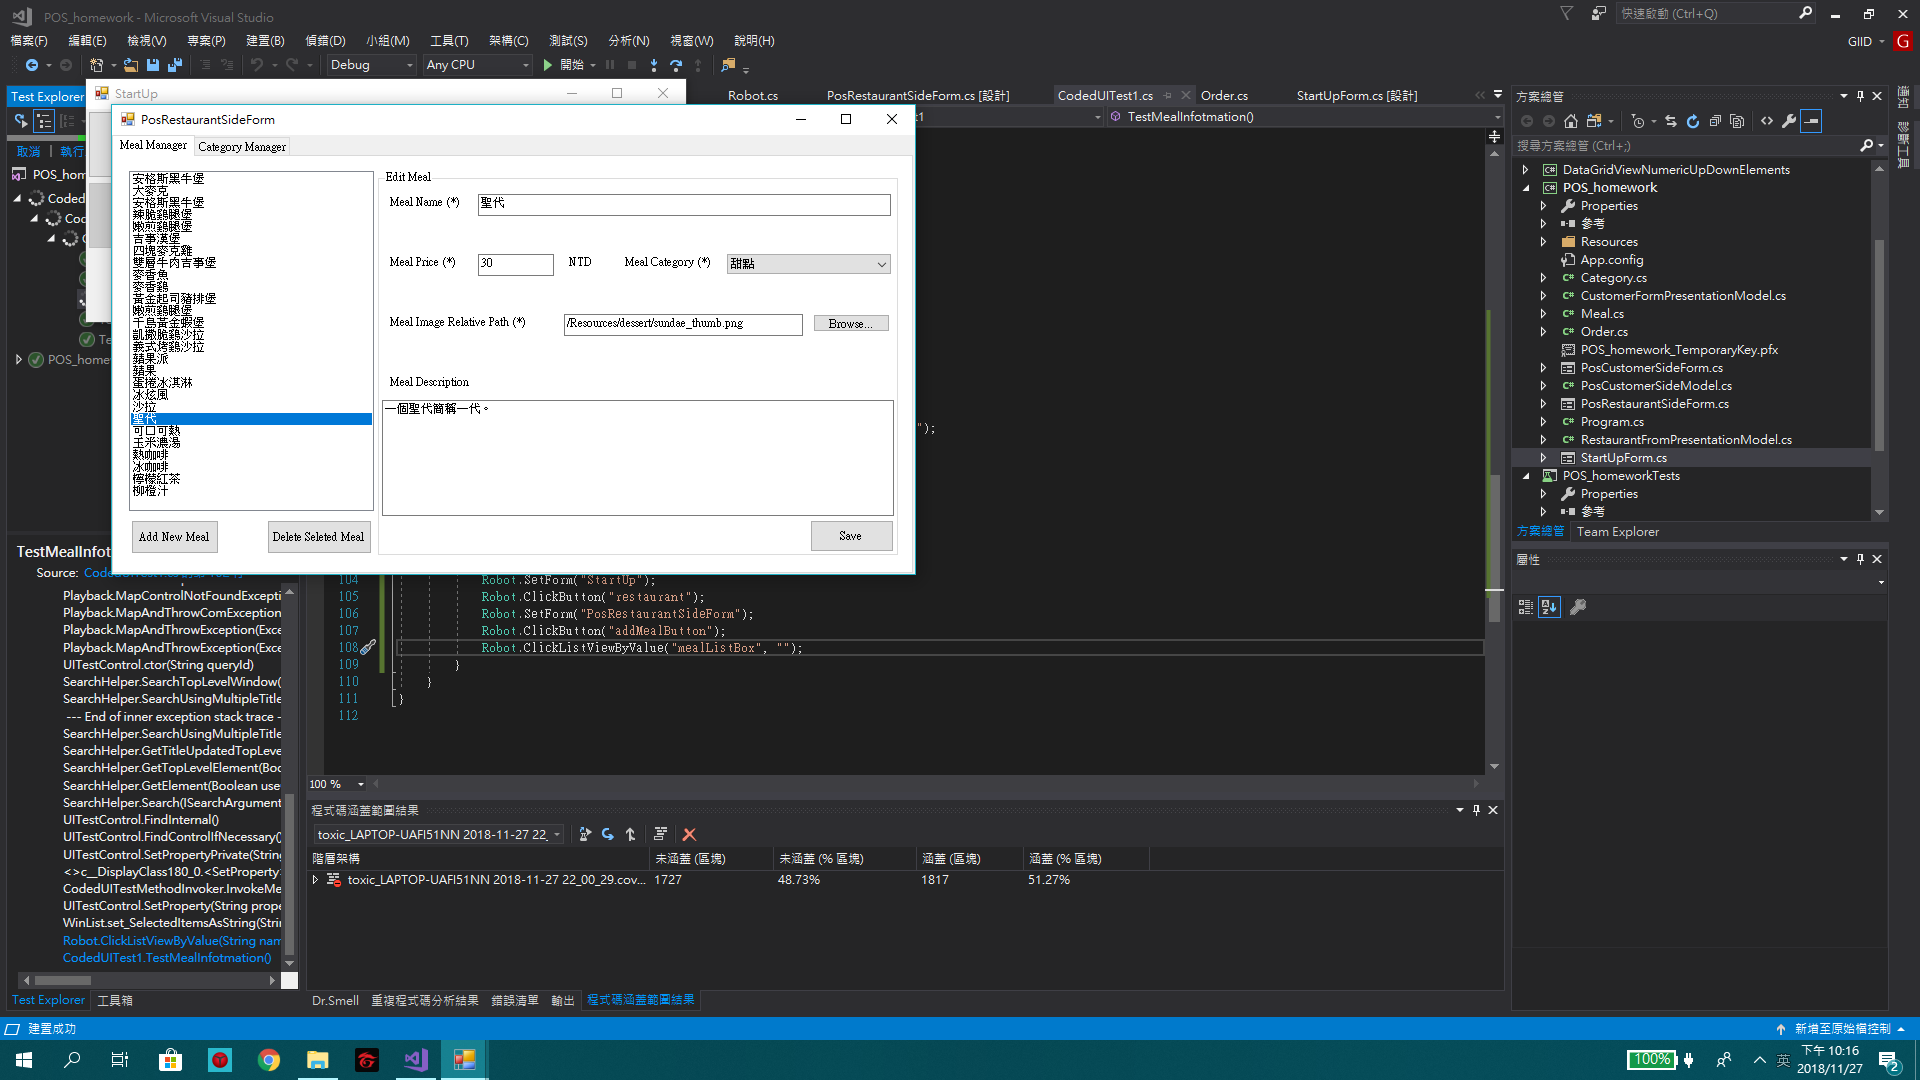 POS_homework - Microsoft Visual Studio
快速啟動 (Ctrl+Q)
檔案(F) 編輯(E) 檢視(V) 專案(P) 建置(B) 偵錯(D) 小組(M) 工具(T) 架構(C) 測試(S) 分析(N) 視窗(W) 說明(H)
GIID G
Debug Any CPU 開始
Test Explorer
StartUp
Robot.cs PosRestaurantSideForm.cs [設計] CodedUITest1.cs Order.cs StartUpForm.cs [設計]
TestMealInfotmation()
取消 執行
POS_hom
Coded
Coc
POS_home
PosRestaurantSideForm
Meal Manager Category Manager
安格斯黑牛堡
大麥克
安格斯黑牛堡
辣脆雞腿堡
嫩煎雞腿堡
吉事漢堡
四塊麥克雞
雙層牛肉吉事堡
麥香魚
麥香雞
黃金起司豬排堡
嫩煎雞腿堡
千島黃金蝦堡
凱撒脆雞沙拉
義式烤雞沙拉
蘋果派
蘋果
蛋捲冰淇淋
冰炫風
沙拉
聖代
可口可熱
玉米濃湯
熱咖啡
冰咖啡
檸檬紅茶
柳橙汁
Add New Meal Delete Seleted Meal
Edit Meal
Meal Name (*) 聖代
Meal Price (*) 30 NTD Meal Category (*) 甜點
Meal Image Relative Path (*) /Resources/dessert/sundae_thumb.png Browse...
Meal Description
一個聖代簡稱一代。
Save
");
104 Robot.SetForm("StartUp");
105 Robot.ClickButton("restaurant");
106 Robot.SetForm("PosRestaurantSideForm");
107 Robot.ClickButton("addMealButton");
108 Robot.ClickListViewByValue("mealListBox", "");
109 }
110 }
111 }
112
100 %
TestMealInfot
Source: Coded
Playback.MapControlNotFoundExcepti
Playback.MapAndThrowComException
Playback.MapAndThrowException(Exce
Playback.MapAndThrowException(Exce
UITestControl.ctor(String queryId)
SearchHelper.SearchTopLevelWindow(
SearchHelper.SearchUsingMultipleTitle
--- End of inner exception stack trace -
SearchHelper.SearchUsingMultipleTitle
SearchHelper.GetTitleUpdatedTopLeve
SearchHelper.GetTopLevelElement(Boc
SearchHelper.GetElement(Boolean use
SearchHelper.Search(ISearchArgument
UITestControl.FindInternal()
UITestControl.FindControlIfNecessary()
UITestControl.SetPropertyPrivate(String
<>c__DisplayClass180_0.<SetProperty>
CodedUITestMethodInvoker.InvokeMe
UITestControl.SetProperty(String prope
WinList.set_SelectedItemsAsString(Strin
Robot.ClickListViewByValue(String nam
CodedUITest1.TestMealInfotmation()
Test Explorer 工具箱
程式碼涵蓋範圍結果
toxic_LAPTOP-UAFI51NN 2018-11-27 22_
階層架構 未涵蓋 (區塊) 未涵蓋 (% 區塊) 涵蓋 (區塊) 涵蓋 (% 區塊)
toxic_LAPTOP-UAFI51NN 2018-11-27 22_00_29.cov... 1727 48.73% 1817 51.27%
Dr.Smell 重複程式碼分析結果 錯誤清單 輸出 程式碼涵蓋範圍結果
方案總管
搜尋方案總管 (Ctrl+;)
DataGridViewNumericUpDownElements
POS_homework
Properties
參考
Resources
App.config
Category.cs
CustomerFormPresentationModel.cs
Meal.cs
Order.cs
POS_homework_TemporaryKey.pfx
PosCustomerSideForm.cs
PosCustomerSideModel.cs
PosRestaurantSideForm.cs
Program.cs
RestaurantFromPresentationModel.cs
StartUpForm.cs
POS_homeworkTests
Properties
參考
方案總管 Team Explorer
屬性
通知
診斷工具
建置成功
新增至原始檔控制
100%
英
下午 10:16
2018/11/27
2